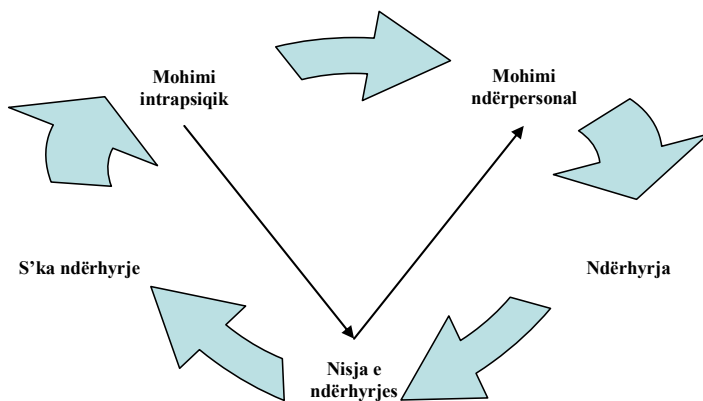 Mohimi
intrapsiqik
Mohimi
ndërpersonal
S’ka ndërhyrje
Ndërhyrja
Nisja e
ndërhyrjes